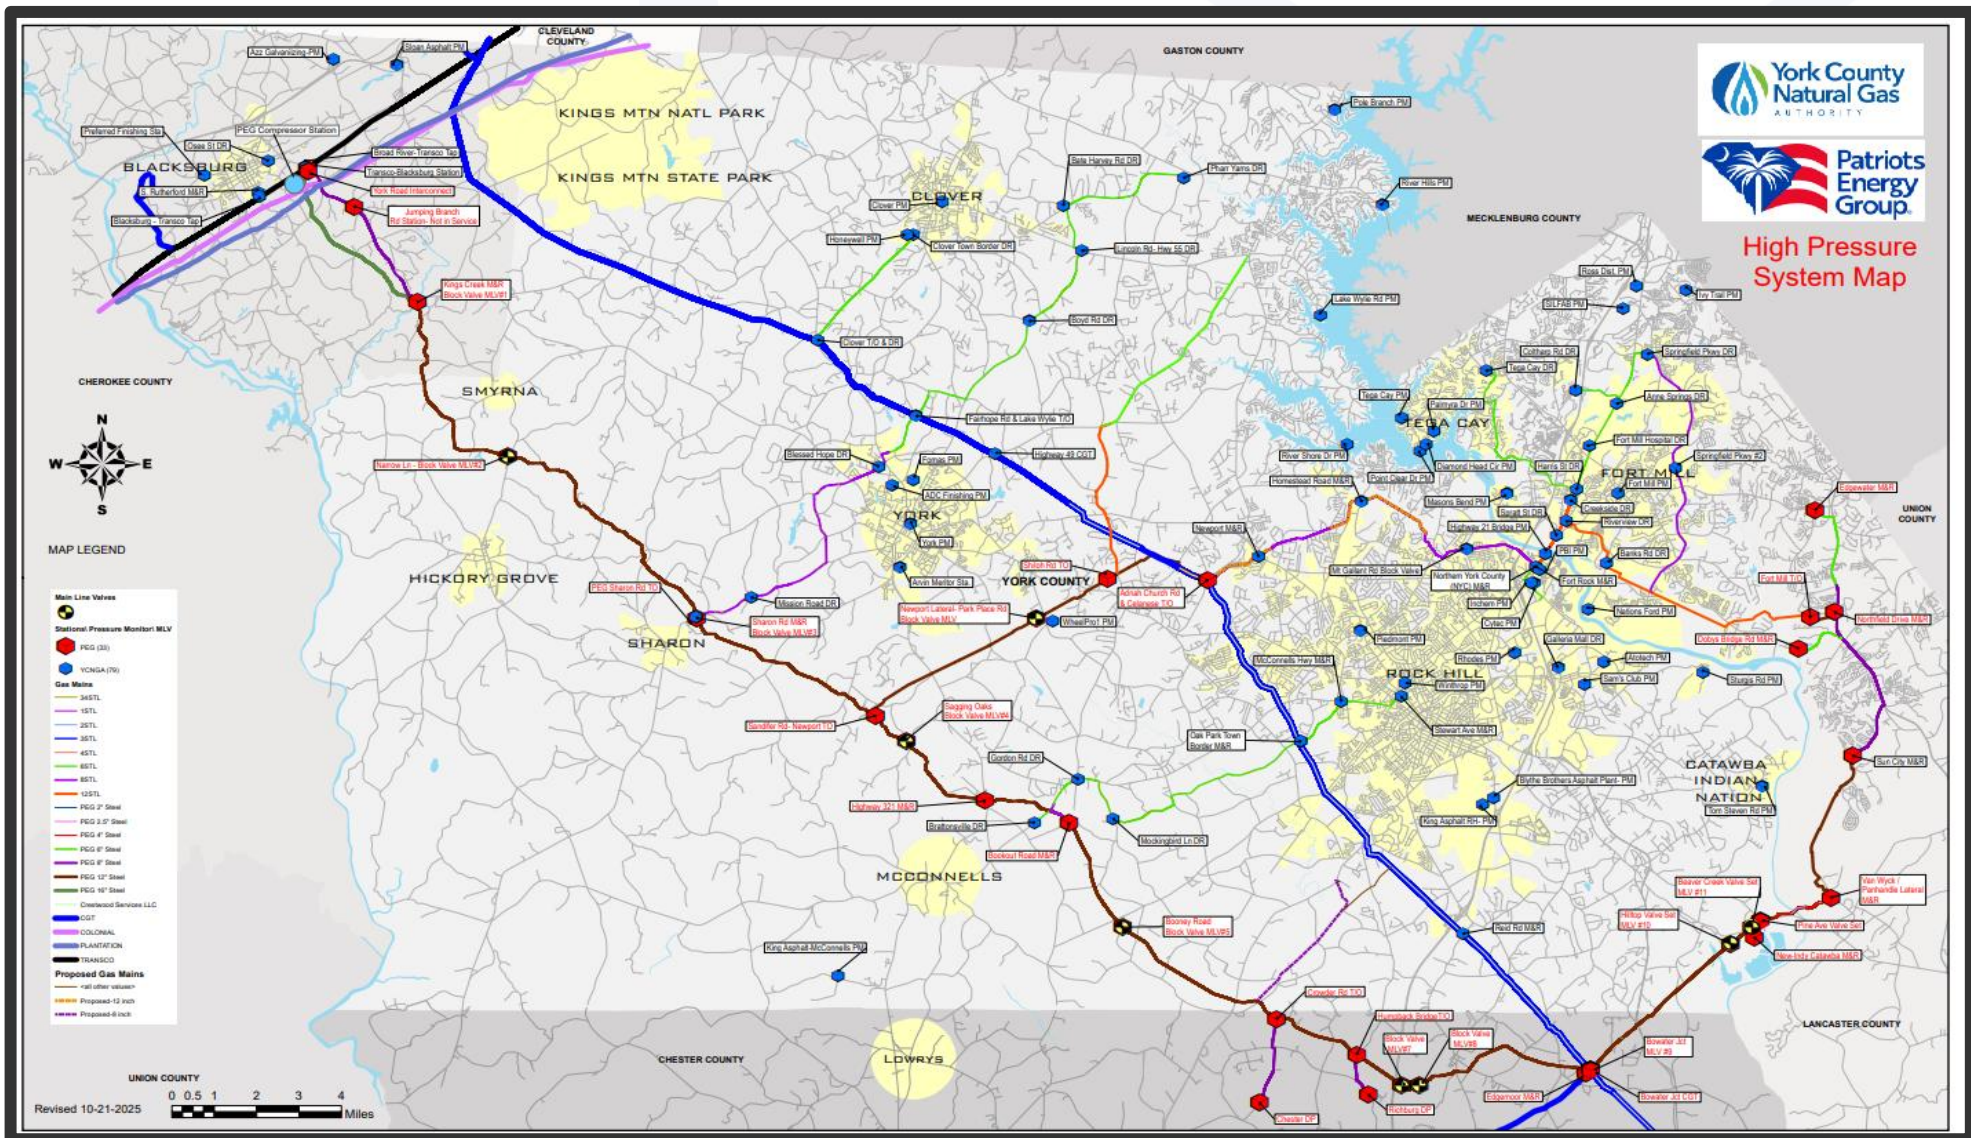 CLEVELAND
COUNTY
GASTON COUNTY
York County
Natural Gas
AUTHORITY
Patriots
Energy
Group.
High Pressure
System Map
Azz Galvanizing-PM
Sloan Asphalt PM
KINGS MTN NATL PARK
KINGS MTN STATE PARK
Pole Branch PM
Preferred Finishing Sta
PEG Compressor Station
Osee St DR
BLACKSBURG
Broad River-Transco Tap
Transco-Blacksburg Station
York Road Interconnect
S. Rutherford M&R
Blacksburg - Transco Tap
Jumping Branch
Rd Station- Not in Service
Bate Harvey Rd DR
Pharr Yarns DR
River Hills PM
MECKLENBURG COUNTY
CLOVER
Clover PM
Honeywell PM
Clover Town Border DR
Lincoln Rd- Hwy 55 DR
Kings Creek M&R
Block Valve MLV#1
Ross Dist. PM
SILFAB PM
Ivy Trail PM
Lake Wylie Rd PM
Boyd Rd DR
Clover T/O & DR
CHEROKEE COUNTY
SMYRNA
Coltharp Rd DR
Springfield Pkwy DR
Tega Cay DR
Anne Springs DR
Tega Cay PM
Palmyra Dr PM
TEGA CAY
Fairhope Rd & Lake Wylie T/O
Highway 49 CGT
Blessed Hope DR
Fomas PM
ADC Finishing PM
YORK
York PM
Arvin Meritor Sta.
River Shore Dr PM
Diamond Head Cir PM
Point Clear Dr PM
Fort Mill Hospital DR
Harris St DR
FORT MILL
Springfield Pkwy #2
Fort Mill PM
Homestead Road M&R
Masons Bend PM
Spratt St DR
Creekside DR
Highway 21 Bridge PM
Riverview DR
Edgewater M&R
UNION
COUNTY
N
W
E
S
MAP LEGEND
Narrow Ln - Block Valve MLV#2
HICKORY GROVE
Newport M&R
Mt Gallant Rd Block Valve
Northern York County
(NYC) M&R
PBI PM
Banks Rd DR
Fort Rock M&R
Inchem PM
Cytec PM
Nations Ford PM
Fort Mill T/O
Northfield Drive M&R
Dobys Bridge Rd M&R
Shiloh Rd TO
YORK COUNTY
Adnah Church Rd
& Celanese T/O
PEG Sharon Rd TO
Mission Road DR
Sharon Rd M&R
Block Valve MLV#3
SHARON
Newport Lateral- Park Place Rd
Block Valve MLV
WheelPro1 PM
Piedmont PM
Galleria Mall DR
McConnells Hwy M&R
Rhodes PM
Atotech PM
ROCK HILL
Winthrop PM
Sam's Club PM
Sturgis Rd PM
Stewart Ave M&R
Sandifer Rd- Newport TO
Sagging Oaks
Block Valve MLV#4
Oak Park Town
Border M&R
Gordon Rd DR
Sun City M&R
CATAWBA
INDIAN
NATION
Tom Steven Rd PM
Blythe Brothers Asphalt Plant- PM
King Asphalt RH- PM
Highway 321 M&R
Brattonsville DR
Mockingbird Ln DR
Bookout Road M&R
MCCONNELLS
Booney Road
Block Valve MLV#5
King Asphalt-McConnells PM
Beaver Creek Valve Set
MLV #11
Van Wyck /
Panhandle Lateral
M&R
Hilltop Valve Set
MLV #10
Pine Ave Valve Set
New-Indy Catawba M&R
Reid Rd M&R
Crowder Rd T/O
Humpback Bridge T/O
Block Valve
MLV#7
Block Valve
MLV#8
Bowater Jct
MLV #9
LANCASTER COUNTY
CHESTER COUNTY
LOWRYS
Chester DP
Richburg DP
Edgemoor M&R
Bowater Jct CGT
Main Line Valves
Stations\ Pressure Monitor\ MLV
PEG (33)
YCNGA (79)
Gas Mains
1STL
2STL
3STL
4STL
6STL
8STL
12STL
PEG 2" Steel
PEG 3.5" Steel
PEG 4" Steel
PEG 6" Steel
PEG 8" Steel
PEG 12" Steel
PEG 16" Steel
Crestwood Services LLC
CGT
COLONIAL
PLANTATION
TRANSCO
Proposed Gas Mains
<all other values>
Proposed-12 inch
Proposed-8 inch
UNION COUNTY
Revised 10-21-2025
0 0.5 1 2 3 4
Miles